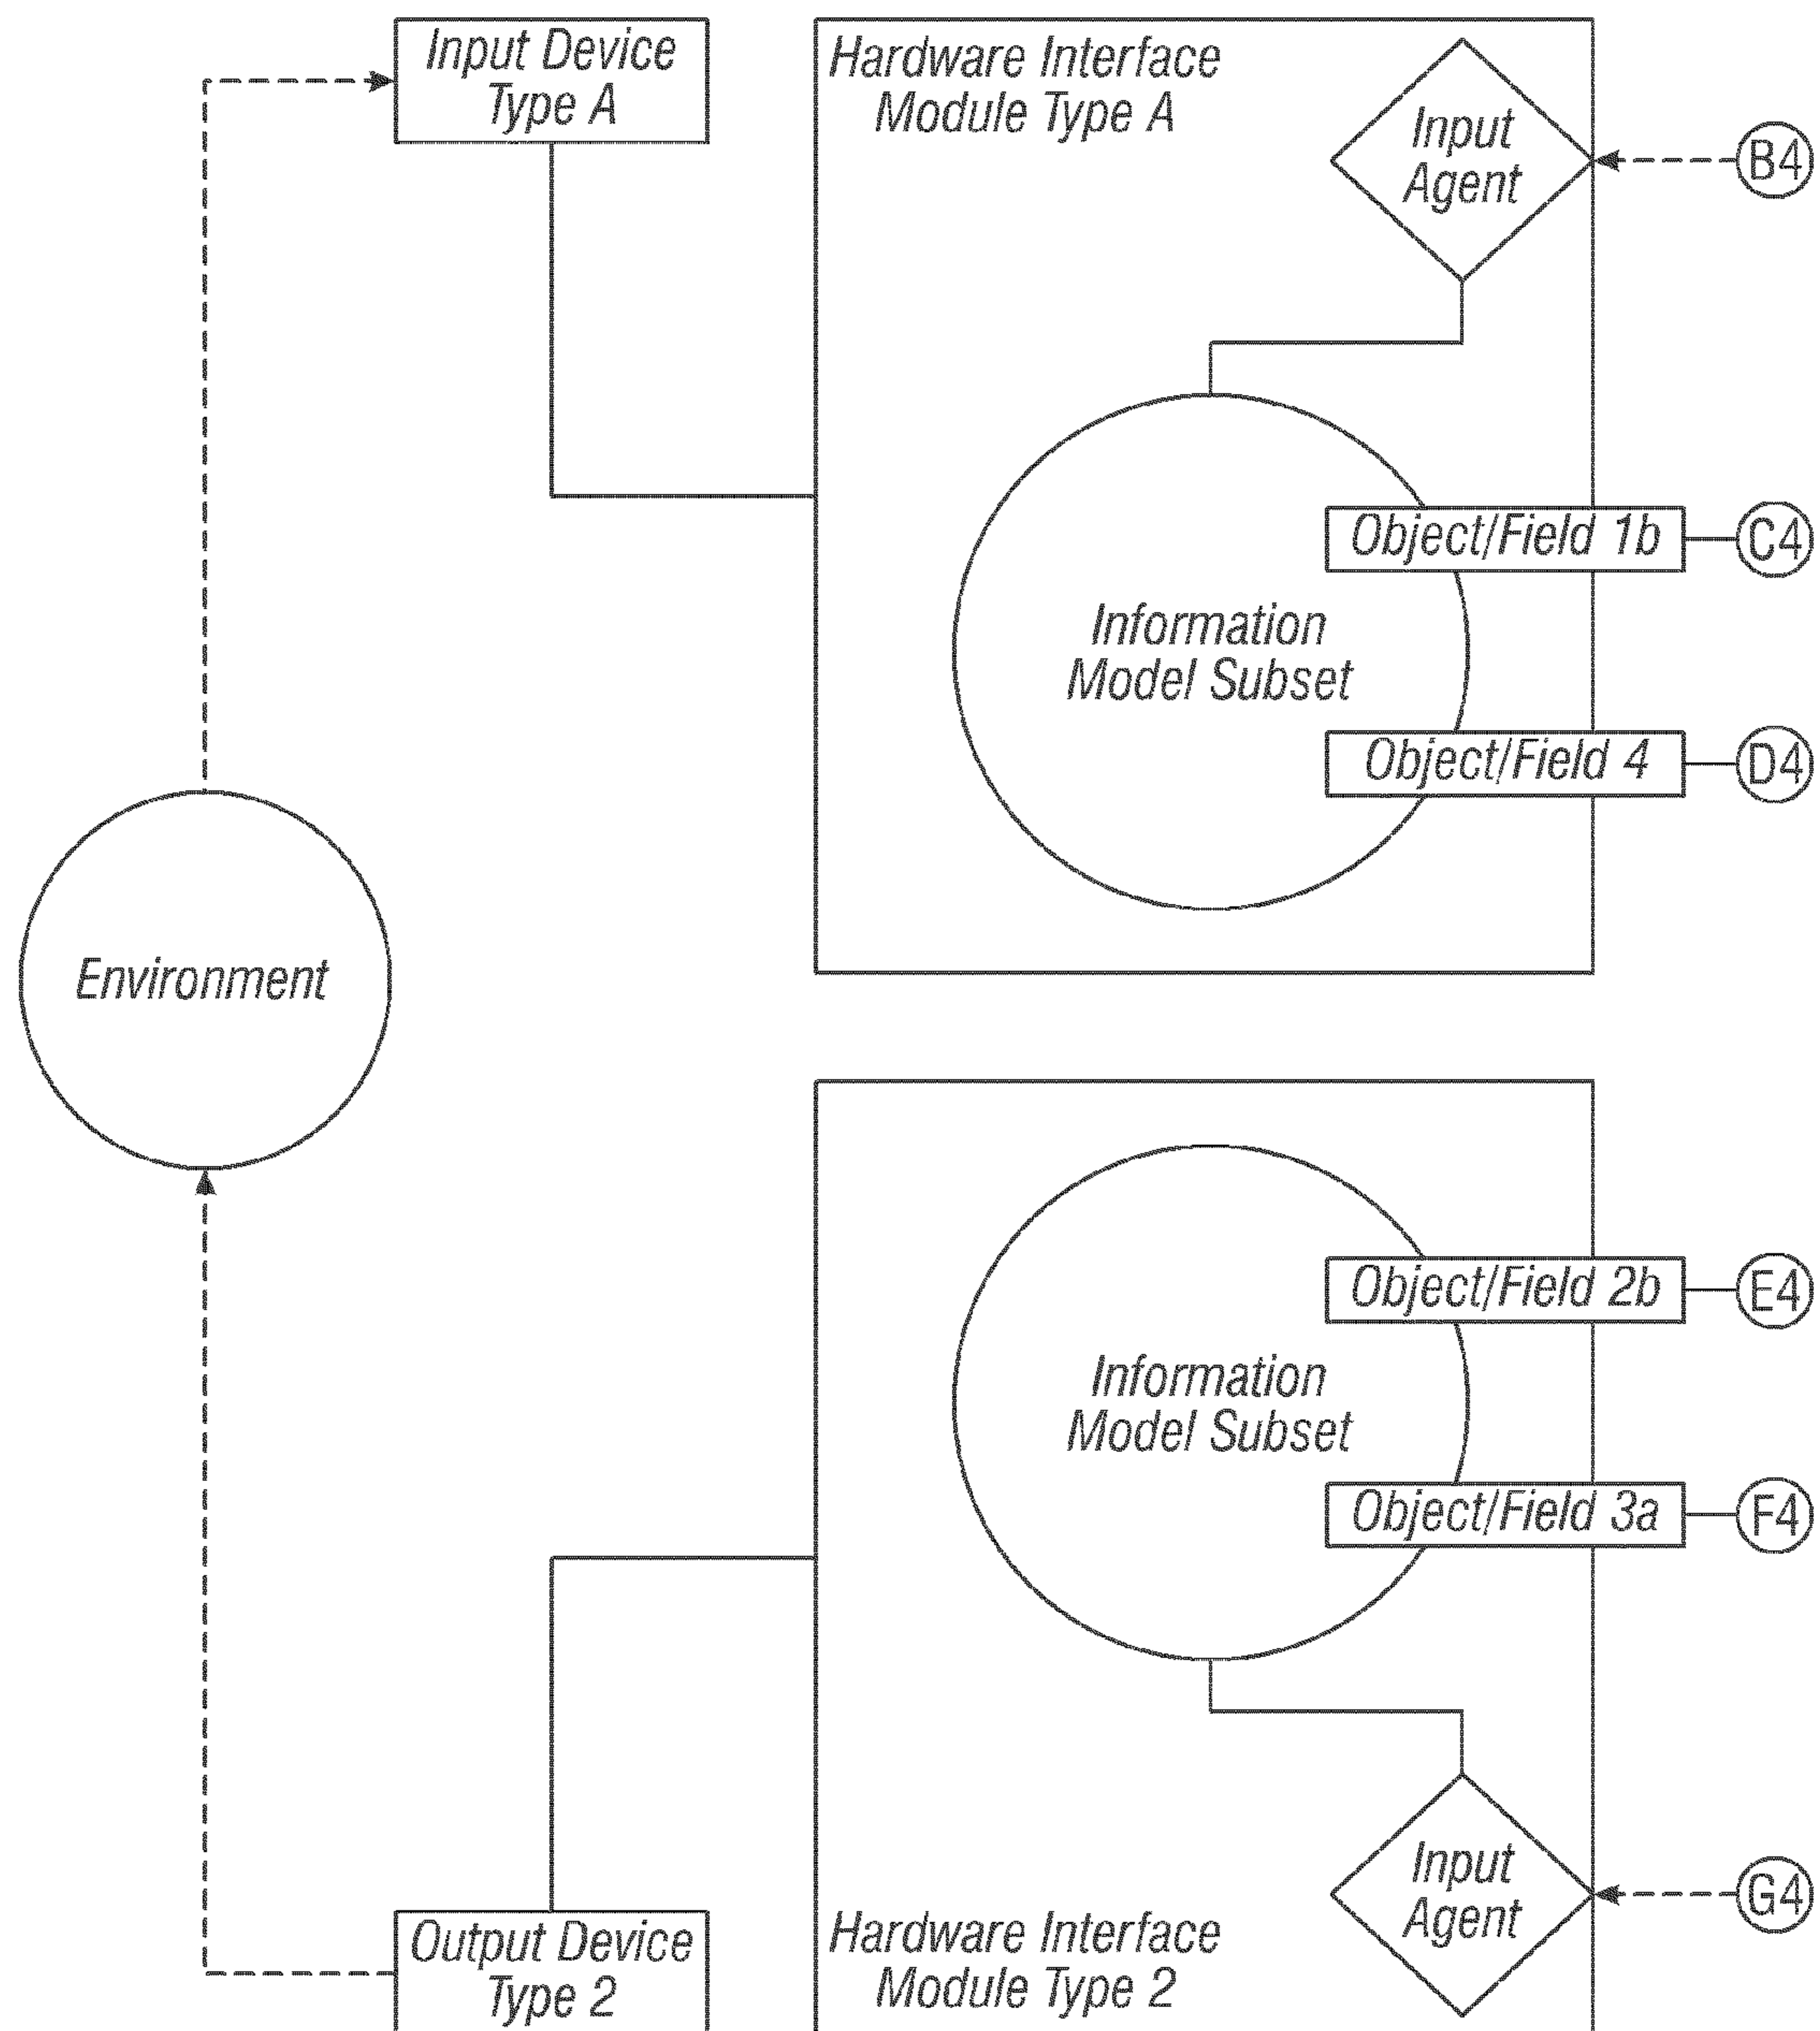 Input Device
Type A
Hardware Interface
Module Type A
Input
Agent
B4
Object/Field 1b
C4
Information
Model Subset
Object/Field 4
D4
Environment
Object/Field 2b
E4
Information
Model Subset
Object/Field 3a
F4
Input
Agent
G4
Output Device
Type 2
Hardware Interface
Module Type 2